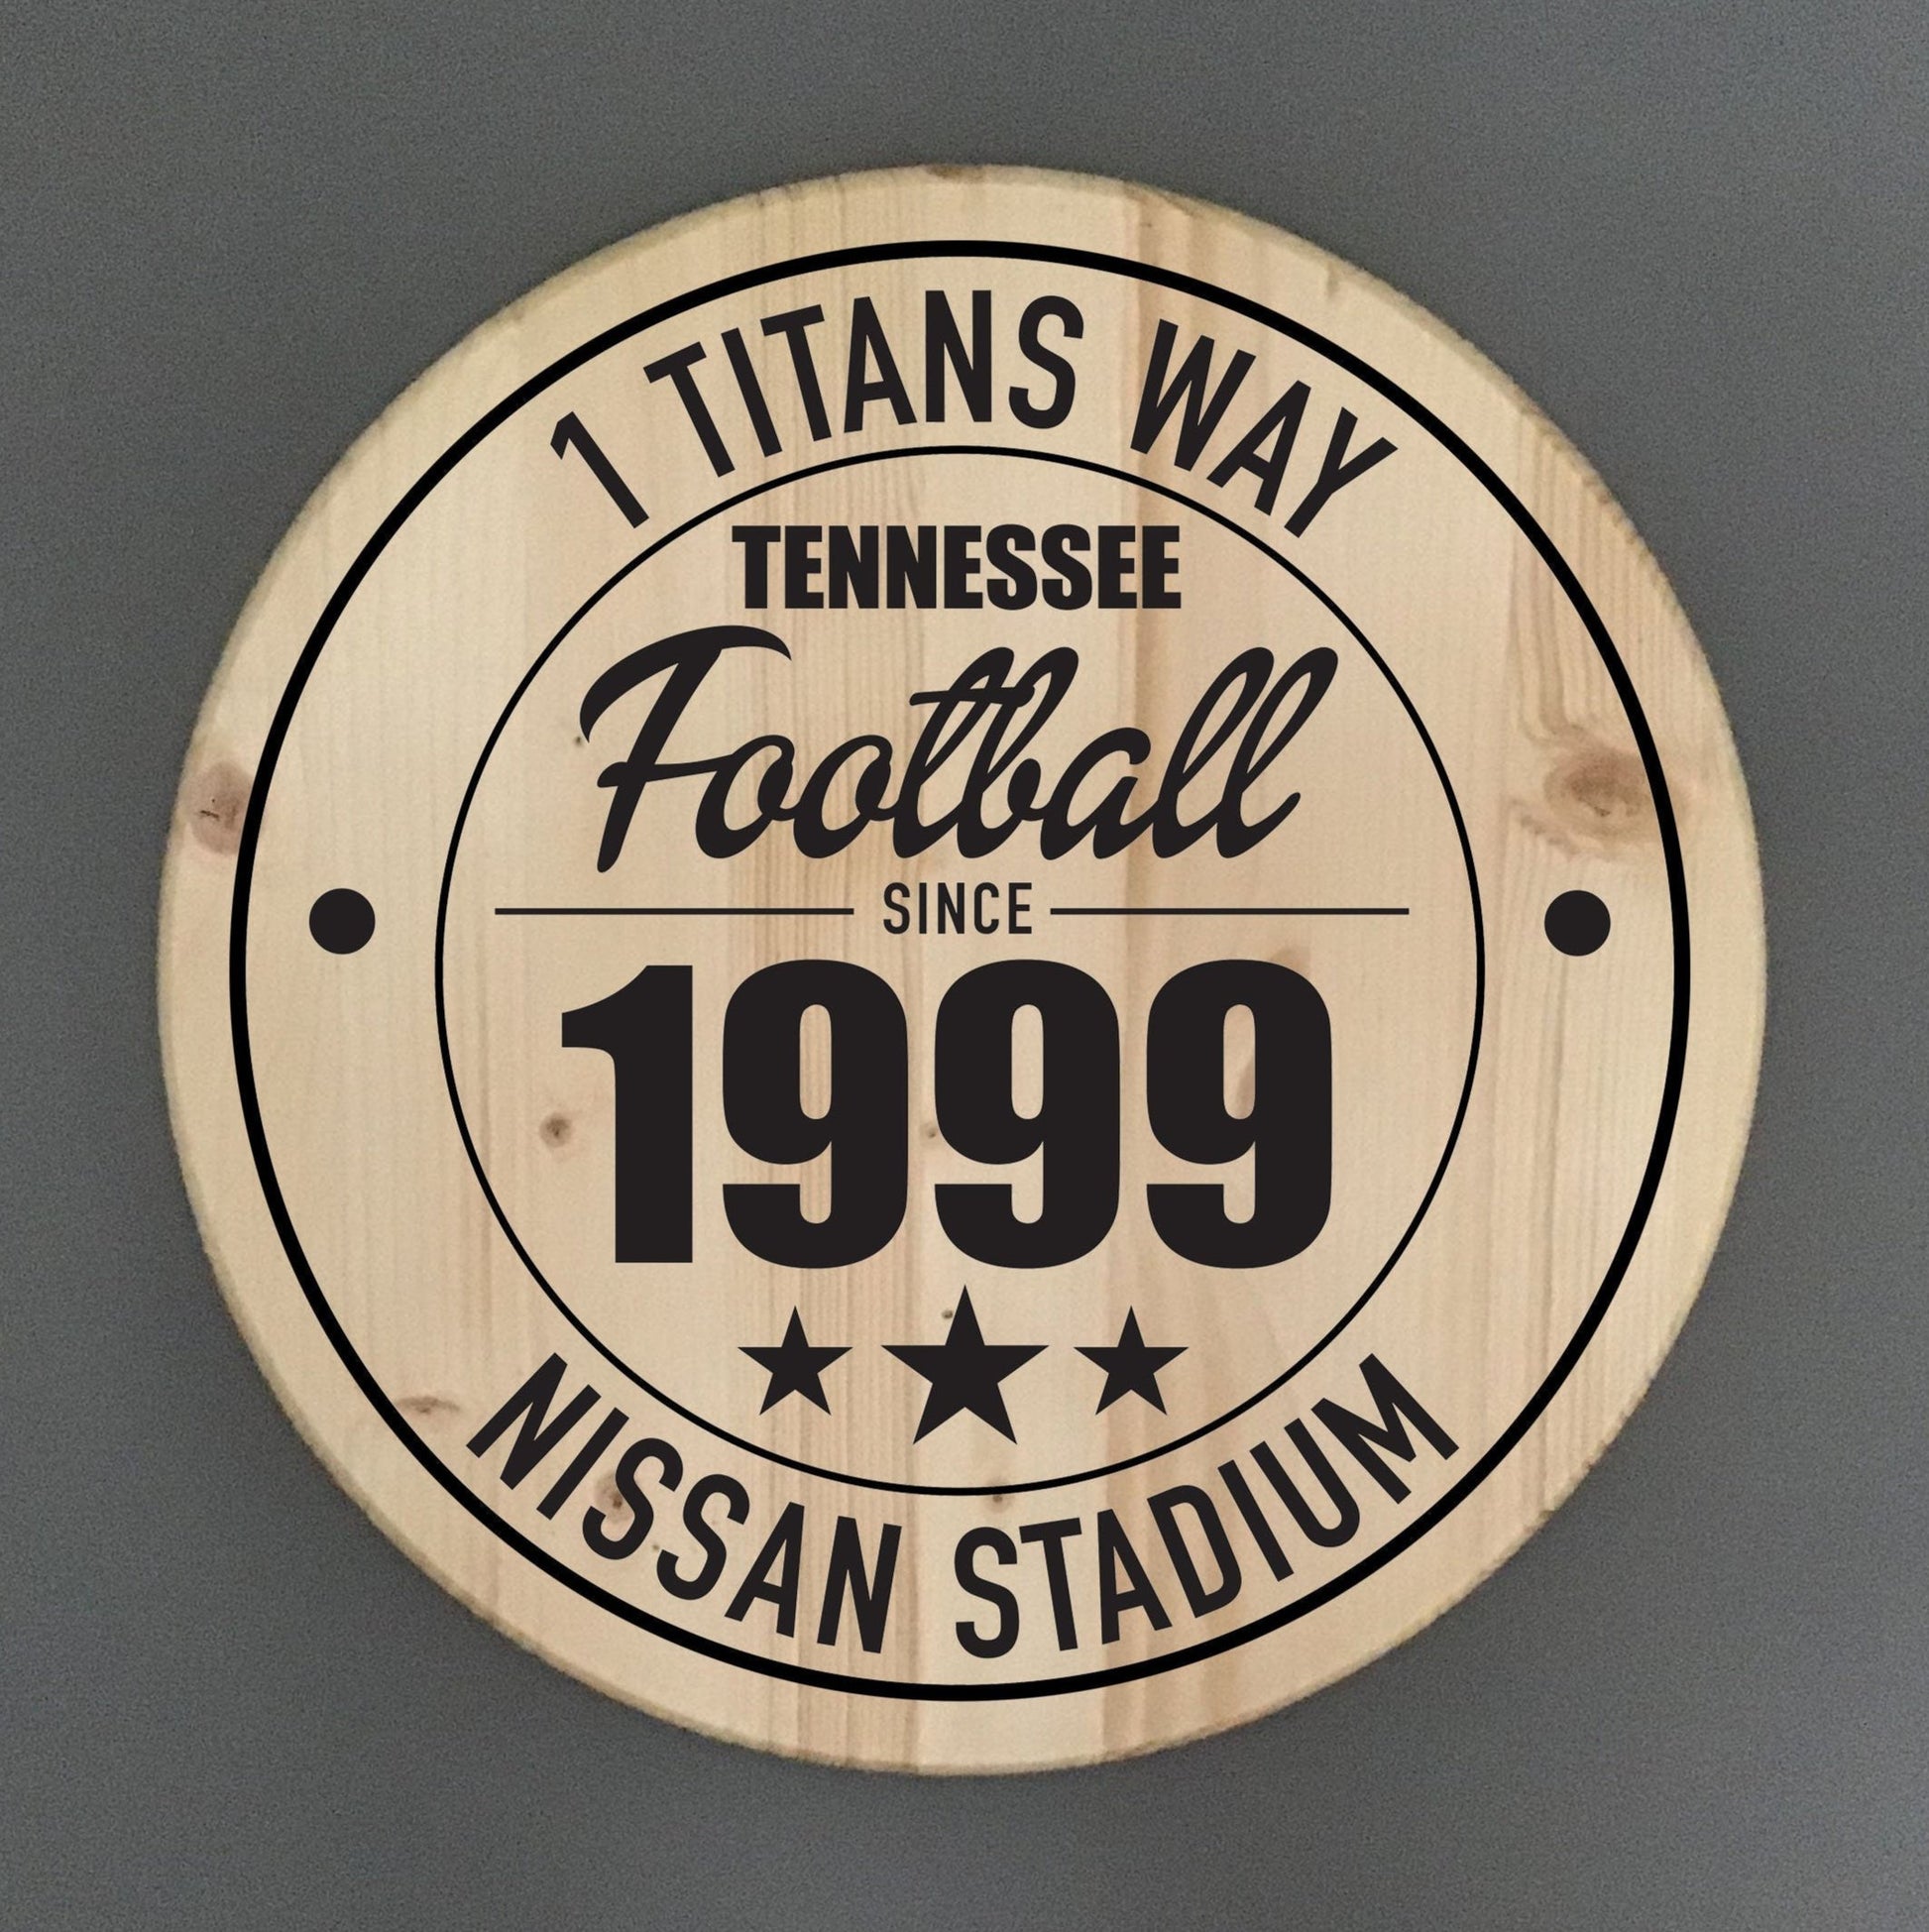 1 TITANS WAY
TENNESSEE
Football
SINCE
1999
NISSAN STADIUM